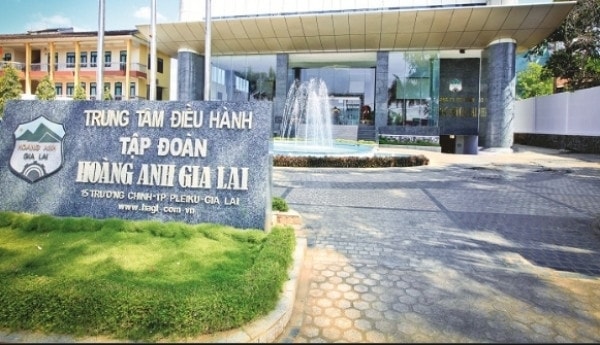 HOANG ANH
GIA LAI
TRUNG TÂM ĐIỀU HÀNH
TẬP ĐOÀN
HOÀNG ANH GIA LAI
15 TRƯỜNG CHINH-TP. PLEIKU-GIA LAI
www.hagl.com.vn